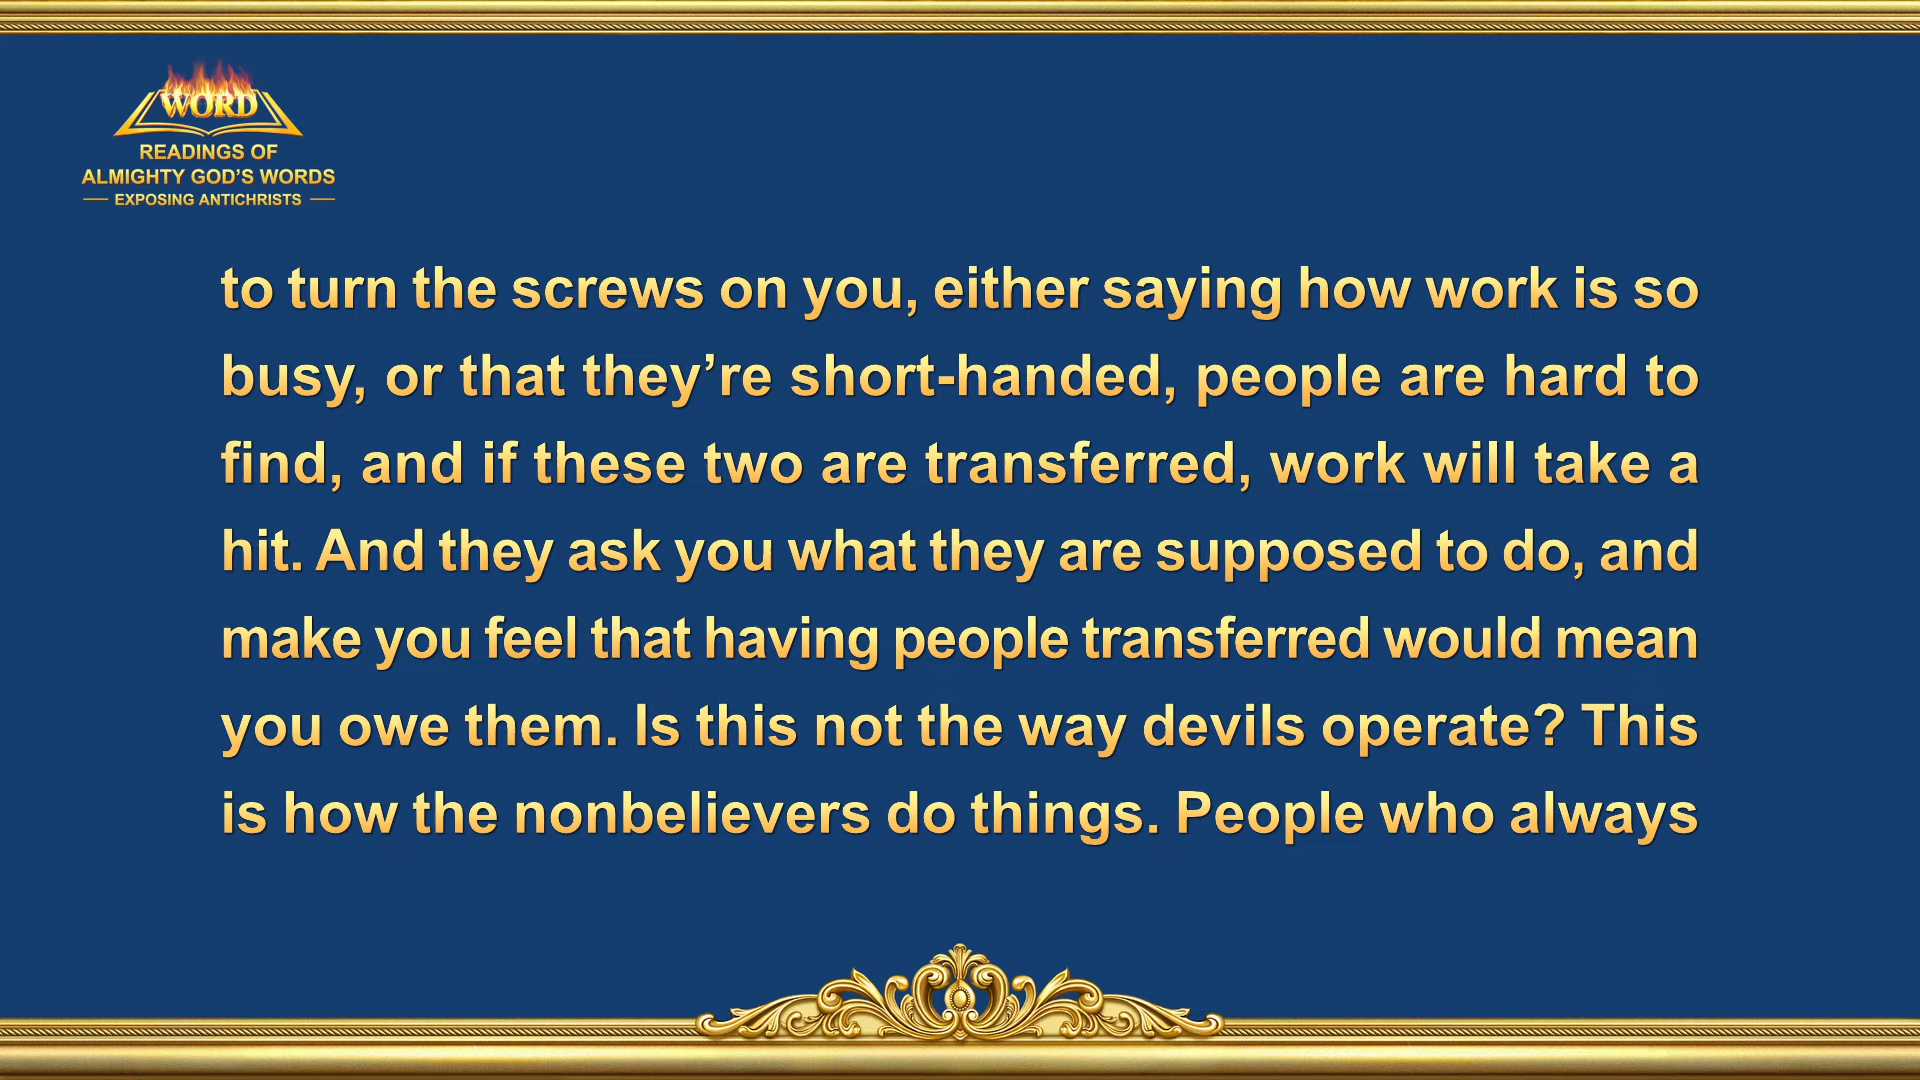 WORD
READINGS OF
ALMIGHTY GOD’S WORDS
EXPOSING ANTICHRISTS
to turn the screws on you, either saying how work is so
busy, or that they’re short-handed, people are hard to
find, and if these two are transferred, work will take a
hit. And they ask you what they are supposed to do, and
make you feel that having people transferred would mean
you owe them. Is this not the way devils operate? This
is how the nonbelievers do things. People who always